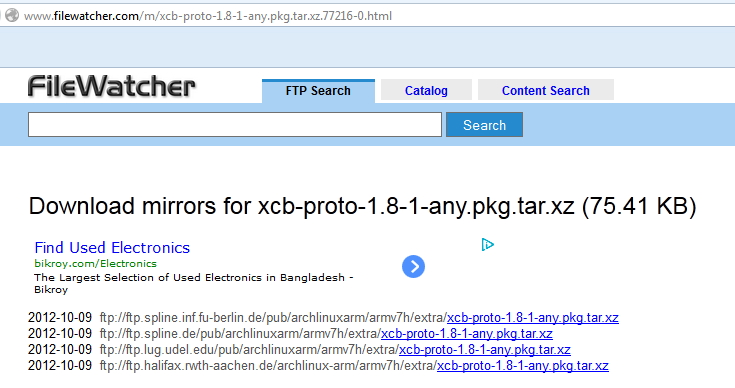 www.filewatcher.com/m/xcb-proto-1.8-1-any.pkg.tar.xz.77216-0.html
FileWatcher
FTP Search Catalog Content Search
Search
Download mirrors for xcb-proto-1.8-1-any.pkg.tar.xz (75.41 KB)
Find Used Electronics
bikroy.com/Electronics
The Largest Selection of Used Electronics in Bangladesh -
Bikroy
2012-10-09 ftp://ftp.spline.inf.fu-berlin.de/pub/archlinuxarm/armv7h/extra/xcb-proto-1.8-1-any.pkg.tar.xz
2012-10-09 ftp://ftp.spline.de/pub/archlinuxarm/armv7h/extra/xcb-proto-1.8-1-any.pkg.tar.xz
2012-10-09 ftp://ftp.lug.udel.edu/pub/archlinuxarm/armv7h/extra/xcb-proto-1.8-1-any.pkg.tar.xz
2012-10-09 ftp://ftp.halifax.rwth-aachen.de/archlinux-arm/armv7h/extra/xcb-proto-1.8-1-any.pkg.tar.xz